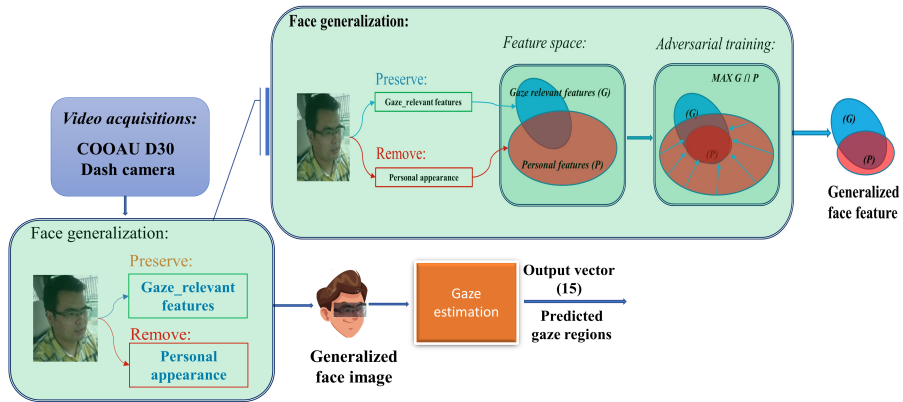 Face generalization:
Preserve:
Gaze_relevant features
Remove:
Personal appearance
Feature space:
Gaze relevant features (G)
Personal features (P)
Adversarial training:
MAX G ∩ P
(G)
(P)
(G)
(P)
Generalized
face feature
Video acquisitions:
COOAU D30
Dash camera
Face generalization:
Preserve:
Gaze_relevant
features
Remove:
Personal
appearance
Generalized
face image
Gaze
estimation
Output vector
(15)
Predicted
gaze regions